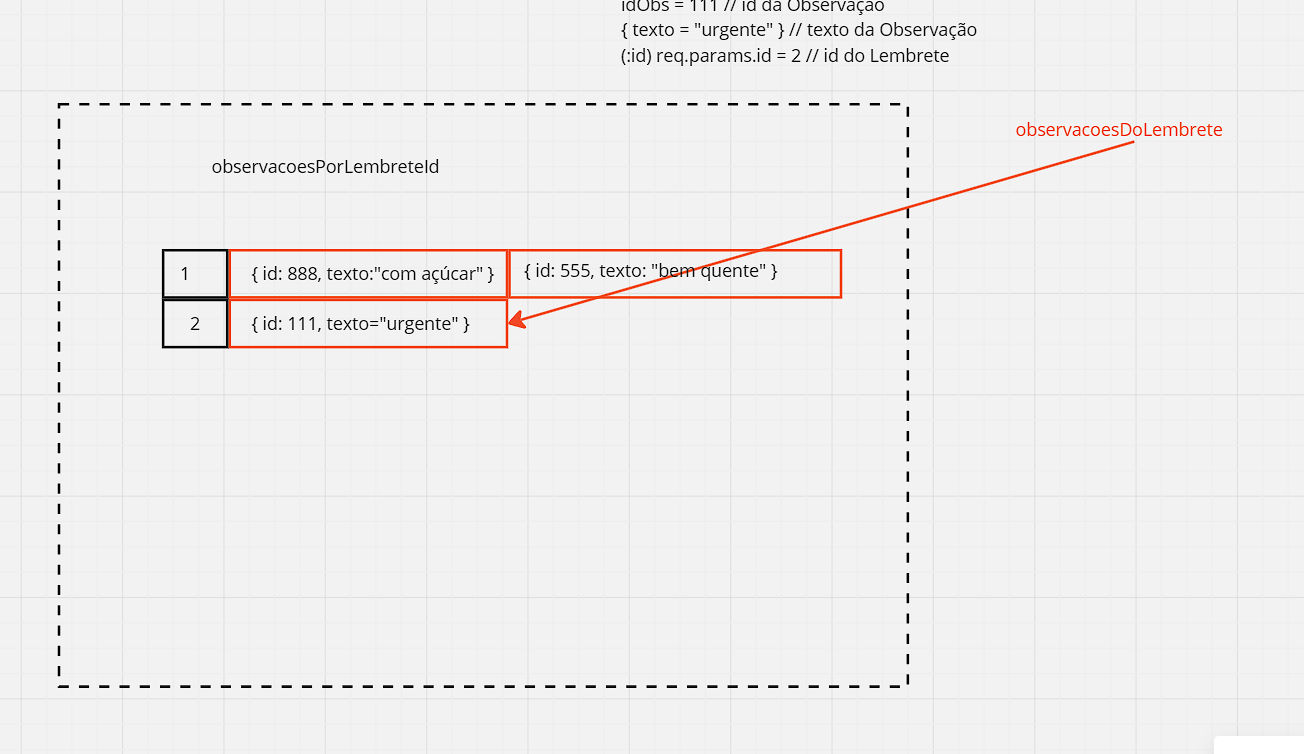 idObs = 111 // id da Observação
{ texto = "urgente" } // texto da Observação
(:id) req.params.id = 2 // id do Lembrete
observacoesDoLembrete
observacoesPorLembreteId
1 { id: 888, texto:"com açúcar" } { id: 555, texto: "bem quente" }
2 { id: 111, texto="urgente" }